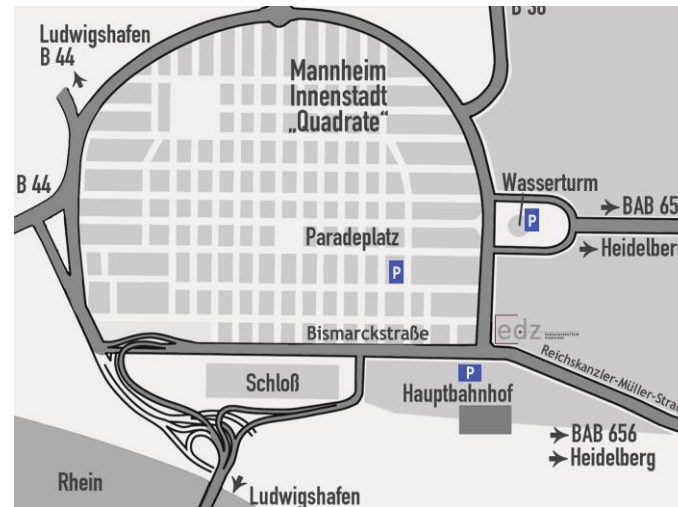 B 38
Ludwigshafen
B 44
Mannheim
Innenstadt
„Quadrate“
B 44
Wasserturm
P
BAB 65
Heidelberg
Paradeplatz
P
Bismarckstraße
edz
Reichskanzler-Müller-Stra
Schloß
P
Hauptbahnhof
BAB 656
Heidelberg
Rhein
Ludwigshafen